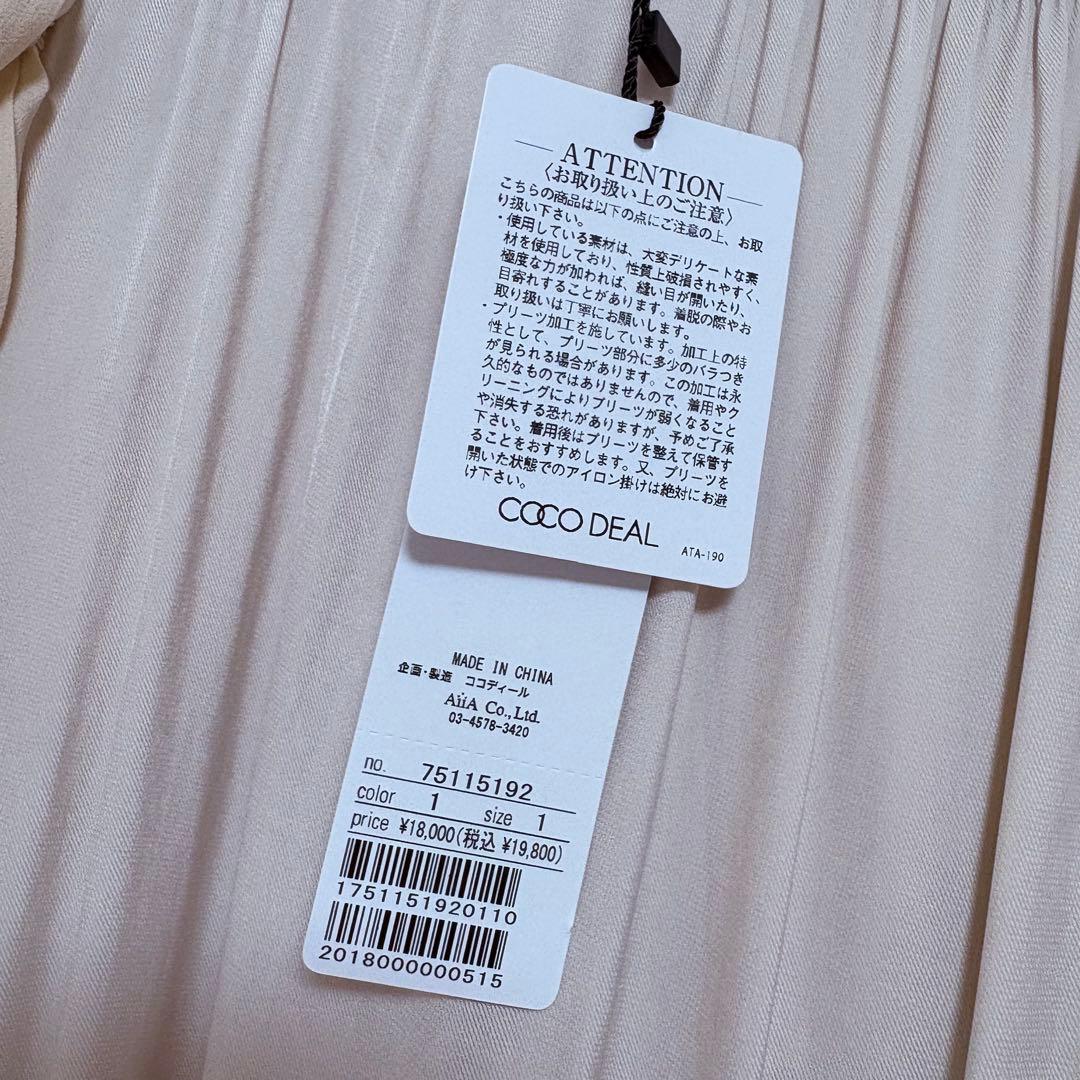 ATTENTION
〈お取り扱い上のご注意〉
こちらの商品は以下の点にご注意の上、お取
り扱い下さい。
・使用している素材は、大変デリケートな素
材を使用しており、性質上破損されやすく、
極度な力が加われば、縫い目が開いたり、
目寄れすることがあります。着脱の際やお
取り扱いは丁寧にお願いします。
・プリーツ加工を施しています。加工上の特
性として、プリーツ部分に多少のバラつき
が見られる場合があります。この加工は永
久的なものではありませんので、着用やク
リーニングによりプリーツが弱くなること
や消失する恐れがありますが、予めご了承
下さい。着用後はプリーツを整えて保管す
ることをおすすめします。又、プリーツを
開いた状態でのアイロン掛けは絶対にお避
け下さい。
COCO DEAL
ATA-190
MADE IN CHINA
企画・製造 ココディール
AïiA Co.,Ltd.
03-4578-3420
no. 75115192
color 1 size 1
price ¥18,000(税込 ¥19,800)
1751151920110
2018000000515